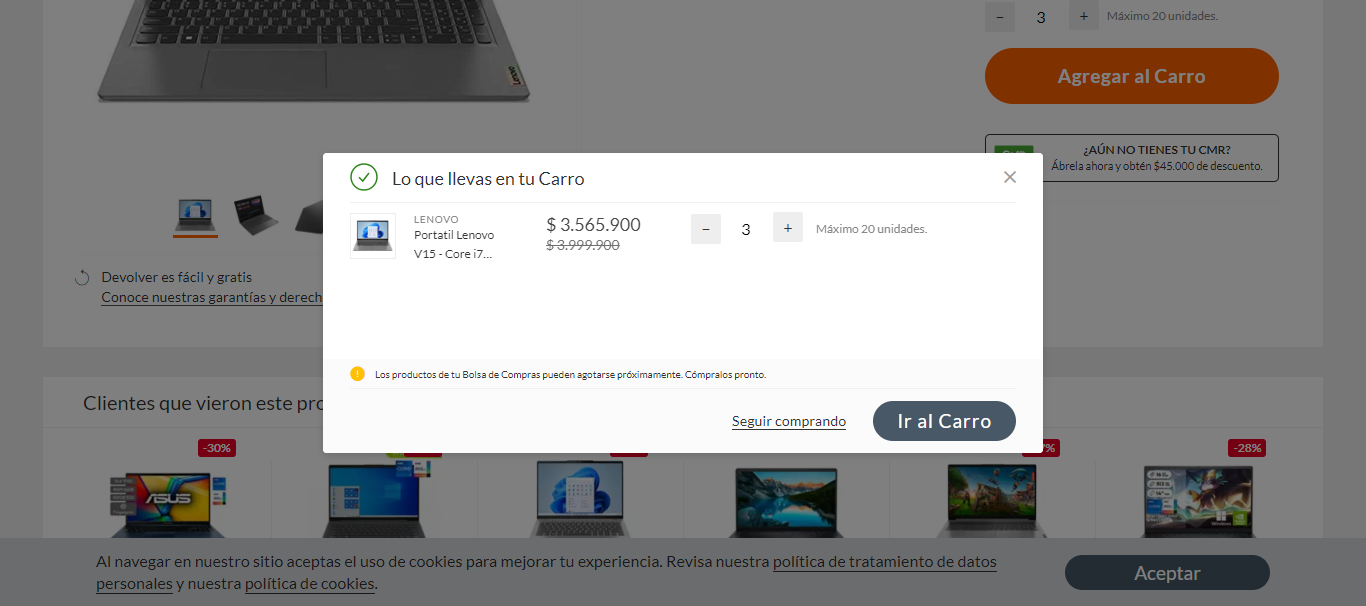 − 3 + Máximo 20 unidades.
Agregar al Carro
¿AÚN NO TIENES TU CMR?
Ábrela ahora y obtén $45.000 de descuento.
Lo que llevas en tu Carro
LENOVO
Portatil Lenovo
V15 - Core i7...
$ 3.565.900
$ 3.999.900
− 3 + Máximo 20 unidades.
Devolver es fácil y gratis
Conoce nuestras garantías y derech
Los productos de tu Bolsa de Compras pueden agotarse próximamente. Cómpralos pronto.
Seguir comprando
Ir al Carro
Clientes que vieron este pro
-30%
7%
-28%
ASUS
Al navegar en nuestro sitio aceptas el uso de cookies para mejorar tu experiencia. Revisa nuestra política de tratamiento de datos
personales y nuestra política de cookies.
Aceptar